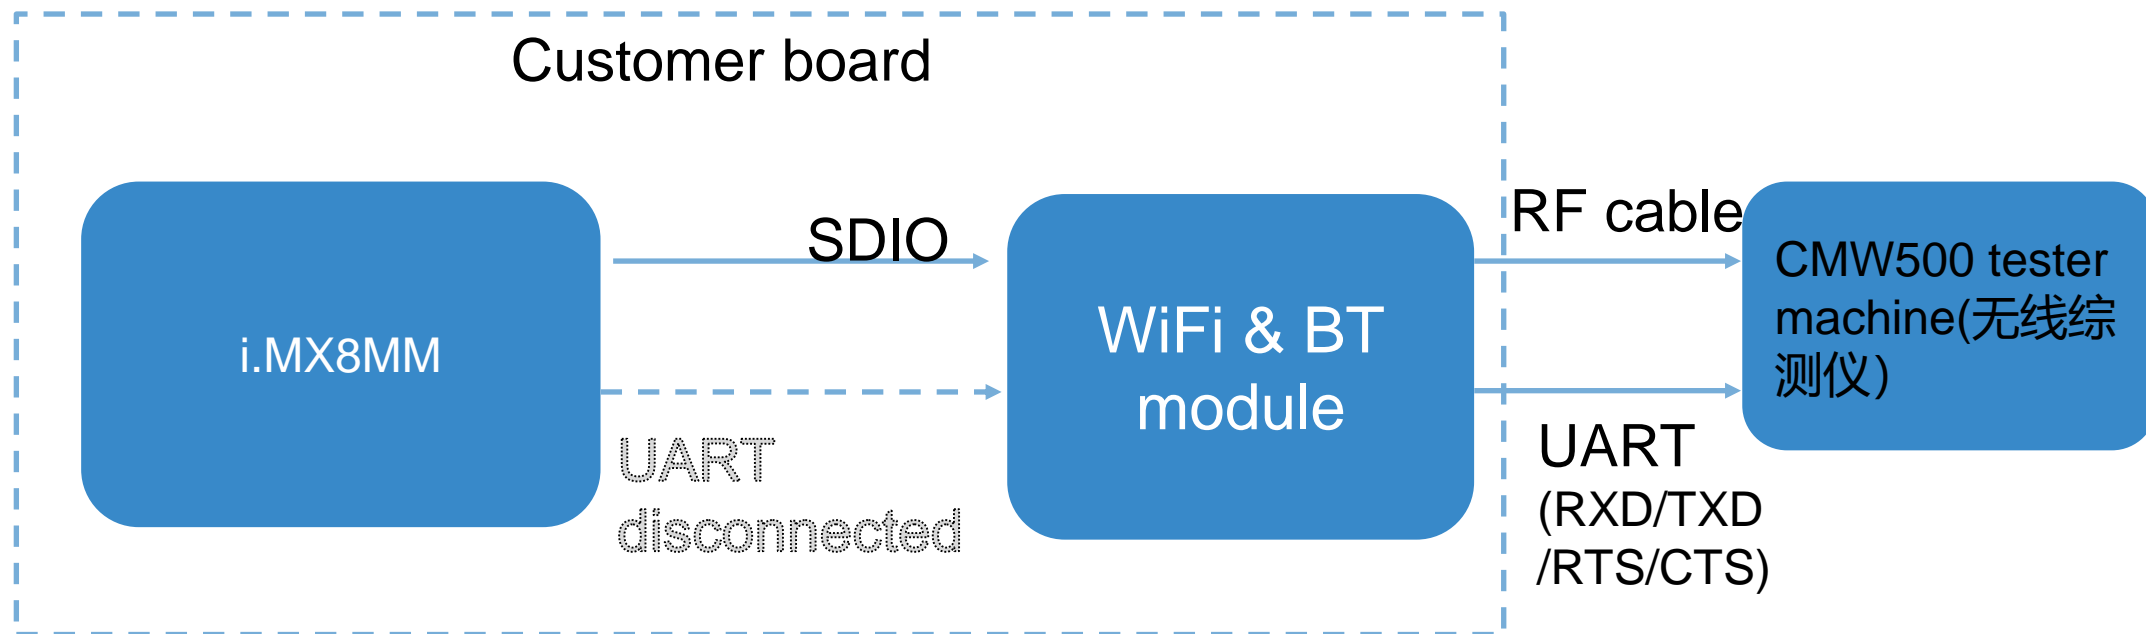 Customer board
i.MX8MM
SDIO
UART
disconnected
WiFi & BT
module
RF cable
UART
(RXD/TXD
/RTS/CTS)
CMW500 tester
machine(无线综
测仪)